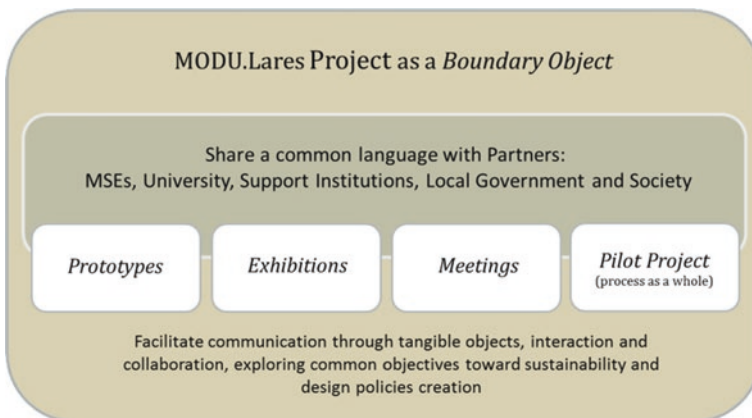 MODU.Lares Project as a Boundary Object
Share a common language with Partners:
MSEs, University, Support Institutions, Local Government and Society
Prototypes
Exhibitions
Meetings
Pilot Project
(process as a whole)
Facilitate communication through tangible objects, interaction and
collaboration, exploring common objectives toward sustainability and
design policies creation